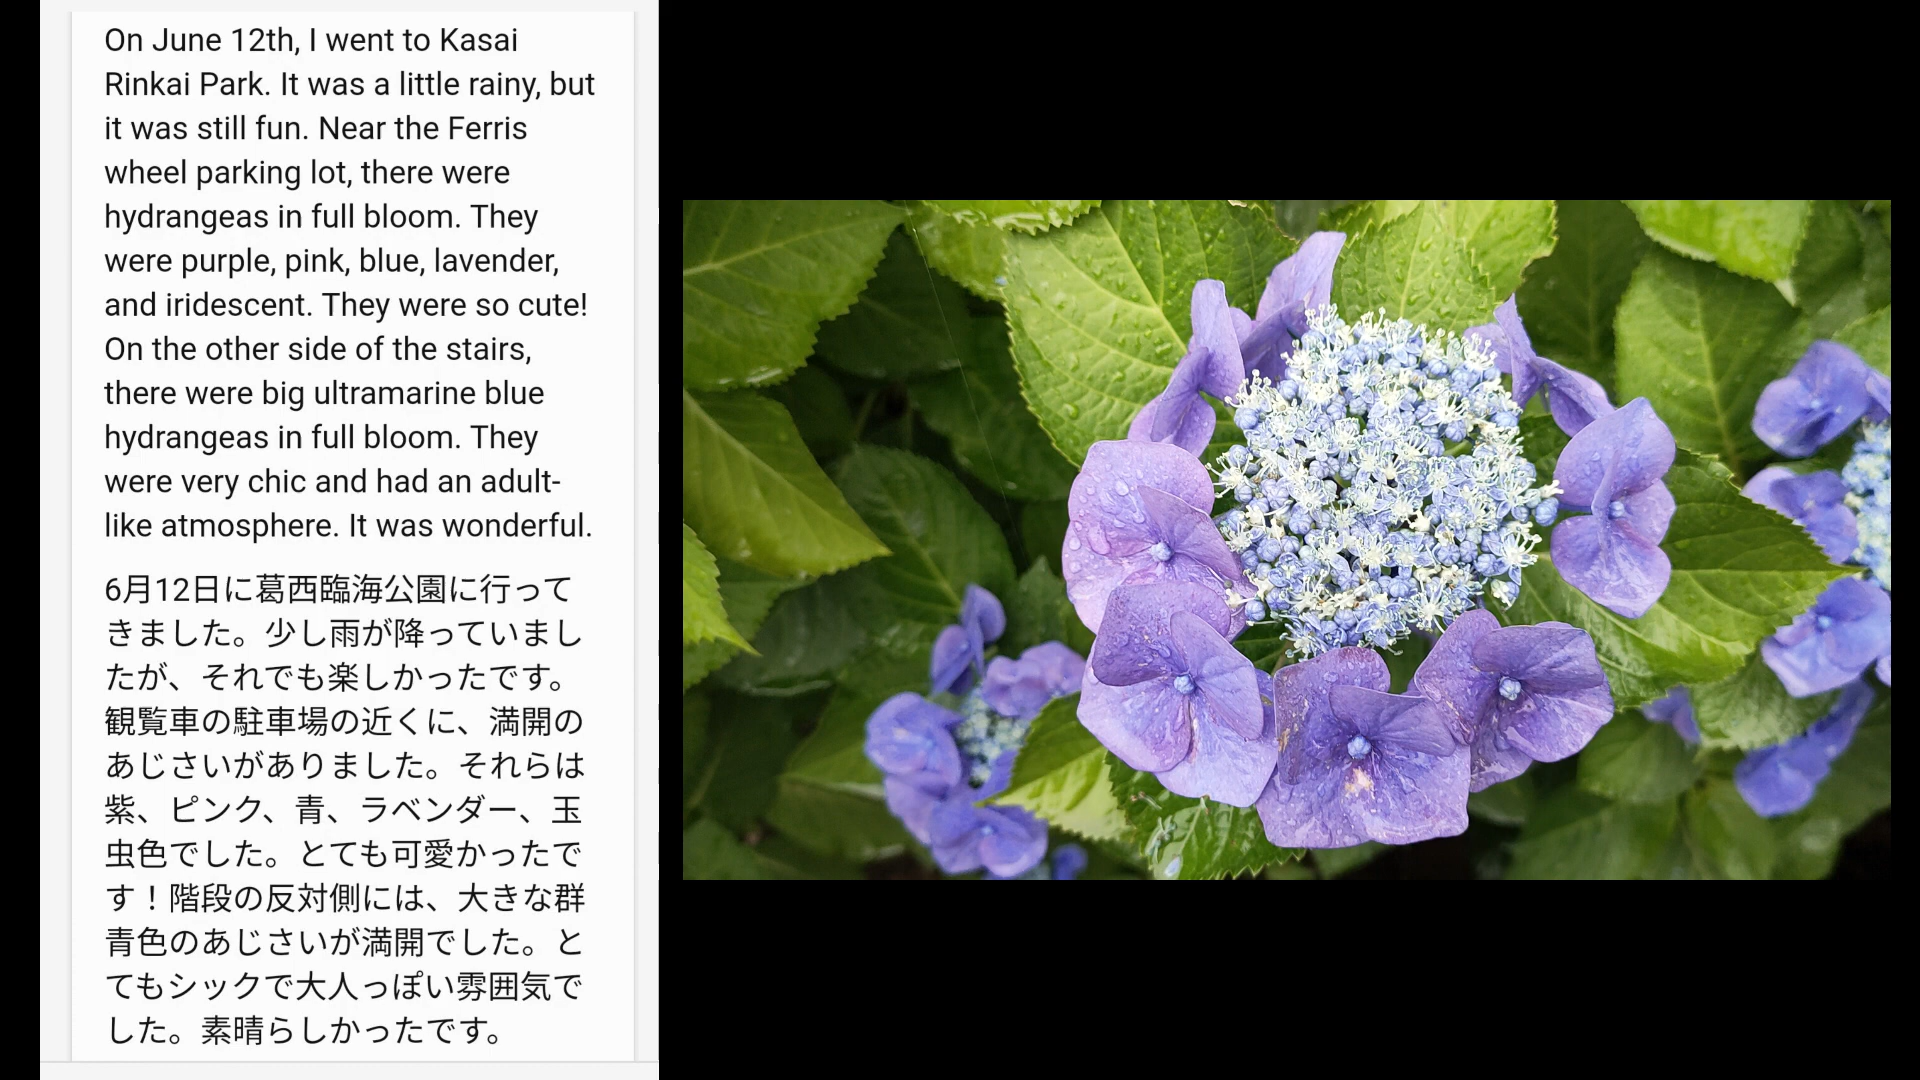 On June 12th, I went to Kasai
Rinkai Park. It was a little rainy, but
it was still fun. Near the Ferris
wheel parking lot, there were
hydrangeas in full bloom. They
were purple, pink, blue, lavender,
and iridescent. They were so cute!
On the other side of the stairs,
there were big ultramarine blue
hydrangeas in full bloom. They
were very chic and had an adult-
like atmosphere. It was wonderful.
6月12日に葛西臨海公園に行って
きました。少し雨が降っていまし
たが、それでも楽しかったです。
観覧車の駐車場の近くに、満開の
あじさいがありました。それらは
紫、ピンク、青、ラベンダー、玉
虫色でした。とても可愛かったで
す！階段の反対側には、大きな群
青色のあじさいが満開でした。と
てもシックで大人っぽい雰囲気で
した。素晴らしかったです。